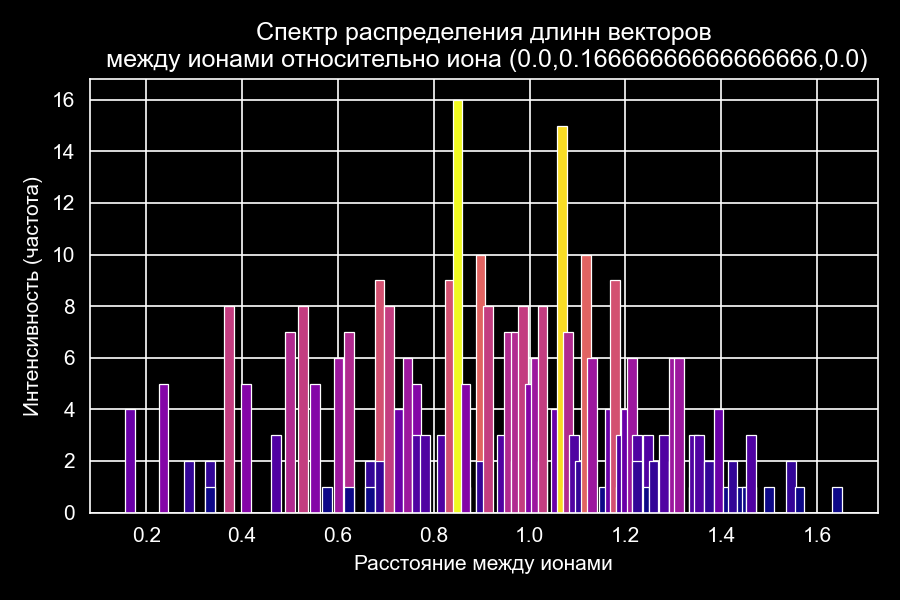 Спектр распределения длинн векторов
между ионами относительно иона (0.0,0.16666666666666666,0.0)
Интенсивность (частота)
16
14
12
10
8
6
4
2
0
0.2 0.4 0.6 0.8 1.0 1.2 1.4 1.6
Расстояние между ионами